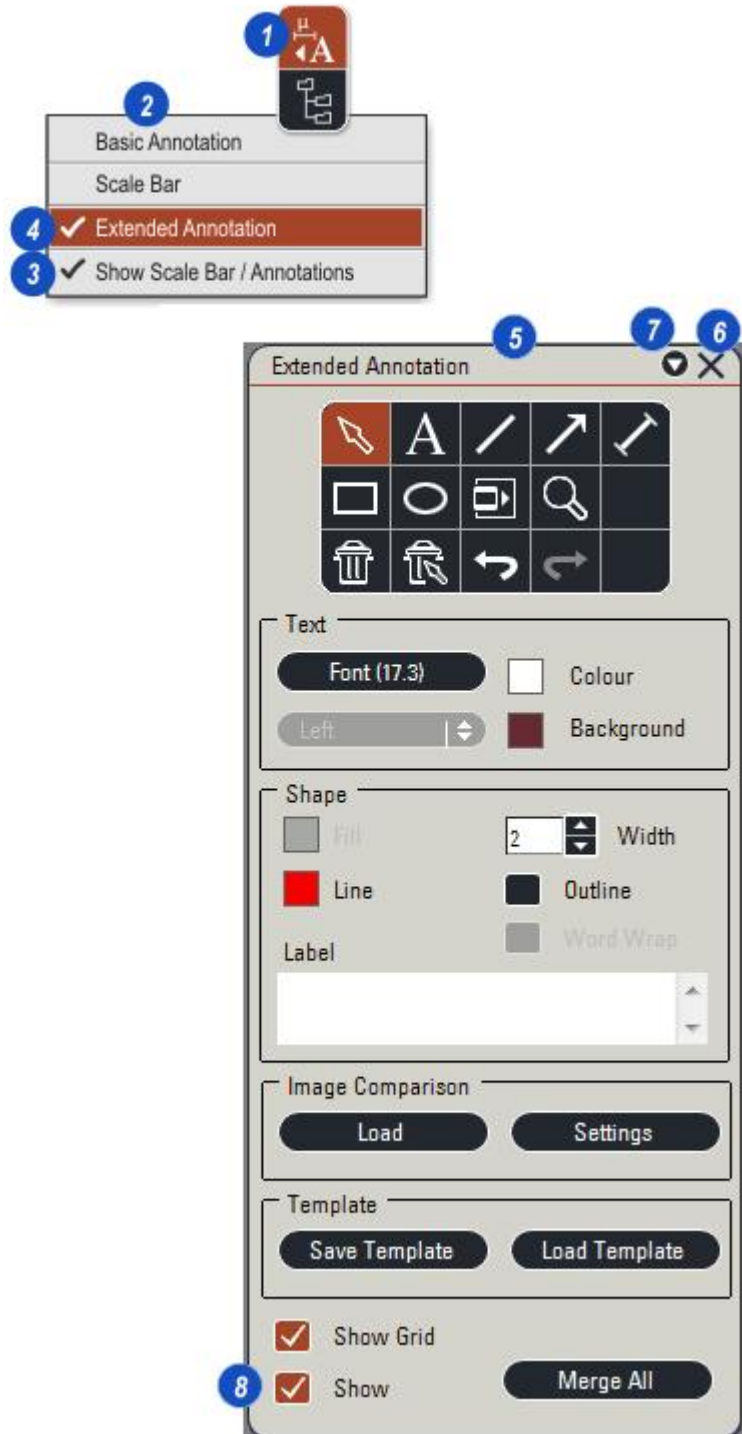 1
µ
A
2
Basic Annotation
Scale Bar
4 Extended Annotation
3 Show Scale Bar / Annotations
5 7 6
Extended Annotation
A
Text
Font (17.3) Colour
Left Background
Shape
Fill 2 Width
Line Outline
Word Wrap
Label
Image Comparison
Load Settings
Template
Save Template Load Template
Show Grid
8 Show Merge All